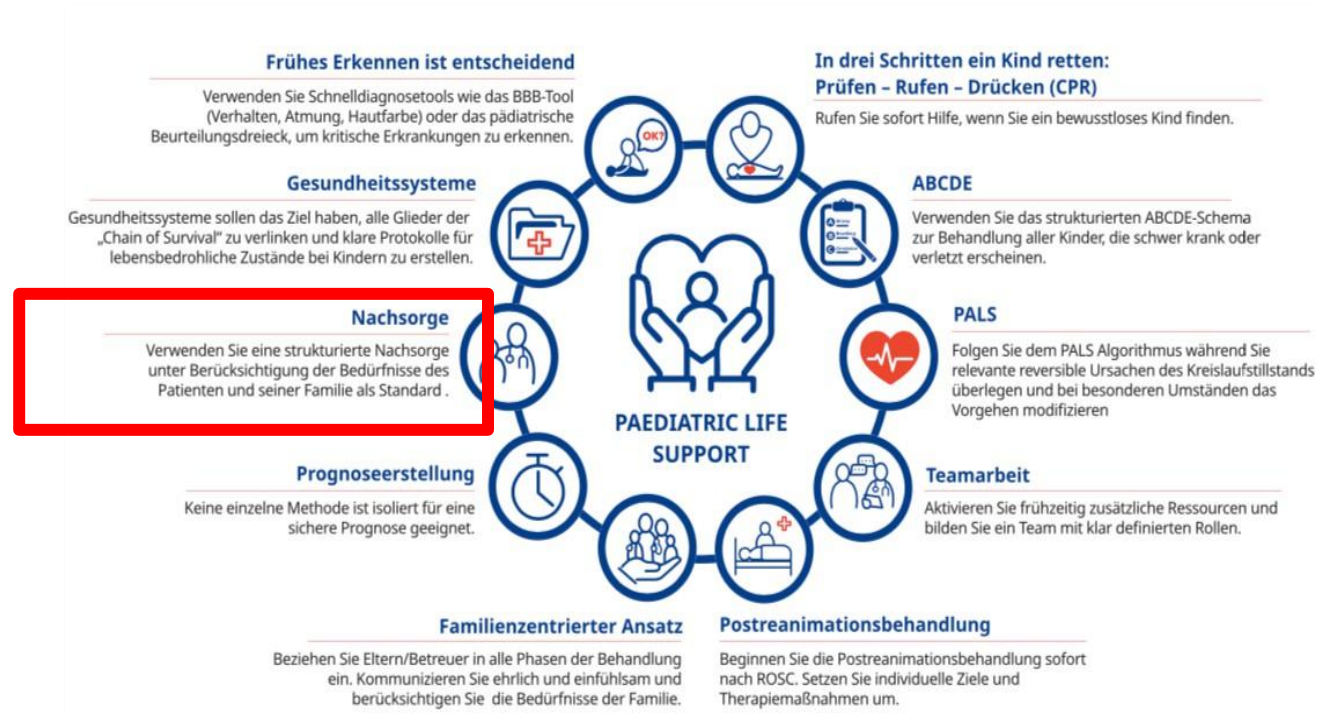 Frühes Erkennen ist entscheidend
Verwenden Sie Schnelldiagnosetools wie das BBB-Tool
(Verhalten, Atmung, Hautfarbe) oder das pädiatrische
Beurteilungsdreieck, um kritische Erkrankungen zu erkennen.
OK?
In drei Schritten ein Kind retten:
Prüfen – Rufen – Drücken (CPR)
Rufen Sie sofort Hilfe, wenn Sie ein bewusstloses Kind finden.
Gesundheitssysteme
Gesundheitssysteme sollen das Ziel haben, alle Glieder der
„Chain of Survival“ zu verlinken und klare Protokolle für
lebensbedrohliche Zustände bei Kindern zu erstellen.
ABCDE
Verwenden Sie das strukturierten ABCDE-Schema
zur Behandlung aller Kinder, die schwer krank oder
verletzt erscheinen.
Nachsorge
Verwenden Sie eine strukturierte Nachsorge
unter Berücksichtigung der Bedürfnisse des
Patienten und seiner Familie als Standard .
PALS
Folgen Sie dem PALS Algorithmus während Sie
relevante reversible Ursachen des Kreislaufstillstands
überlegen und bei besonderen Umständen das
Vorgehen modifizieren
PAEDIATRIC LIFE
SUPPORT
Prognoseerstellung
Keine einzelne Methode ist isoliert für eine
sichere Prognose geeignet.
Teamarbeit
Aktivieren Sie frühzeitig zusätzliche Ressourcen und
bilden Sie ein Team mit klar definierten Rollen.
Familienzentrierter Ansatz
Beziehen Sie Eltern/Betreuer in alle Phasen der Behandlung
ein. Kommunizieren Sie ehrlich und einfühlsam und
berücksichtigen Sie die Bedürfnisse der Familie.
Postreanimationsbehandlung
Beginnen Sie die Postreanimationsbehandlung sofort
nach ROSC. Setzen Sie individuelle Ziele und
Therapiemaßnahmen um.